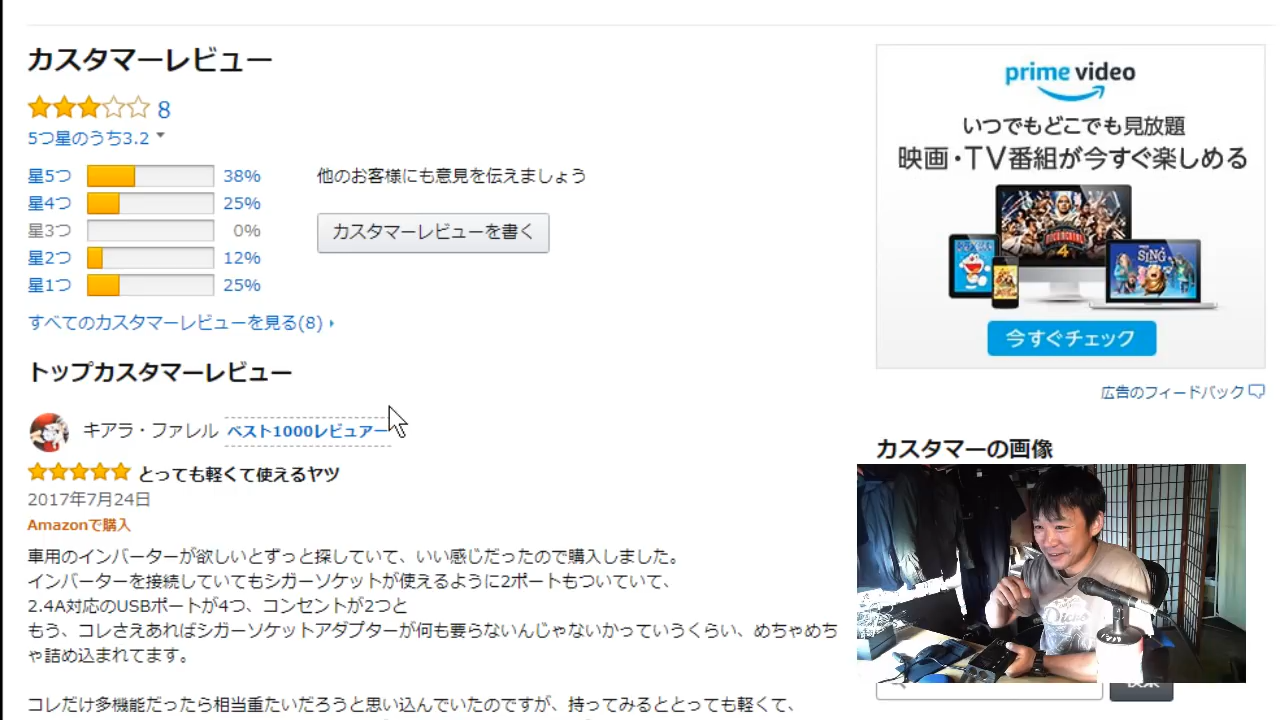 カスタマーレビュー
8
5つ星のうち3.2
星5つ 38%
星4つ 25%
星3つ 0%
星2つ 12%
星1つ 25%
他のお客様にも意見を伝えましょう
カスタマーレビューを書く
すべてのカスタマーレビューを見る(8)
トップカスタマーレビュー
キアラ・ファレル ベスト1000レビュアー
とっても軽くて使えるヤツ
2017年7月24日
Amazonで購入
車用のインバーターが欲しいとずっと探していて、いい感じだったので購入しました。
インバーターを接続していてもシガーソケットが使えるように2ポートもついていて、
2.4A対応のUSBポートが4つ、コンセントが2つと
もう、コレさえあればシガーソケットアダプターが何も要らないんじゃないかっていうくらい、めちゃめち
ゃ詰め込まれてます。
コレだけ多機能だったら相当重たいだろうと思い込んでいたのですが、持ってみるととっても軽くて、
prime video
いつでもどこでも見放題
映画・TV番組が今すぐ楽しめる
SING
今すぐチェック
広告のフィードバック
カスタマーの画像